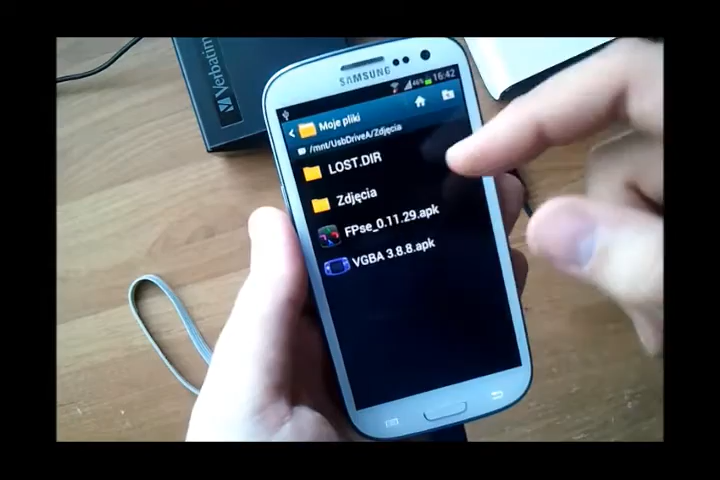 Verbatim
SAMSUNG
46% 16:42
Moje pliki
/mnt/UsbDriveA/Zdjęcia
LOST.DIR
Zdjęcia
FPse_0.11.29.apk
VGBA 3.8.8.apk